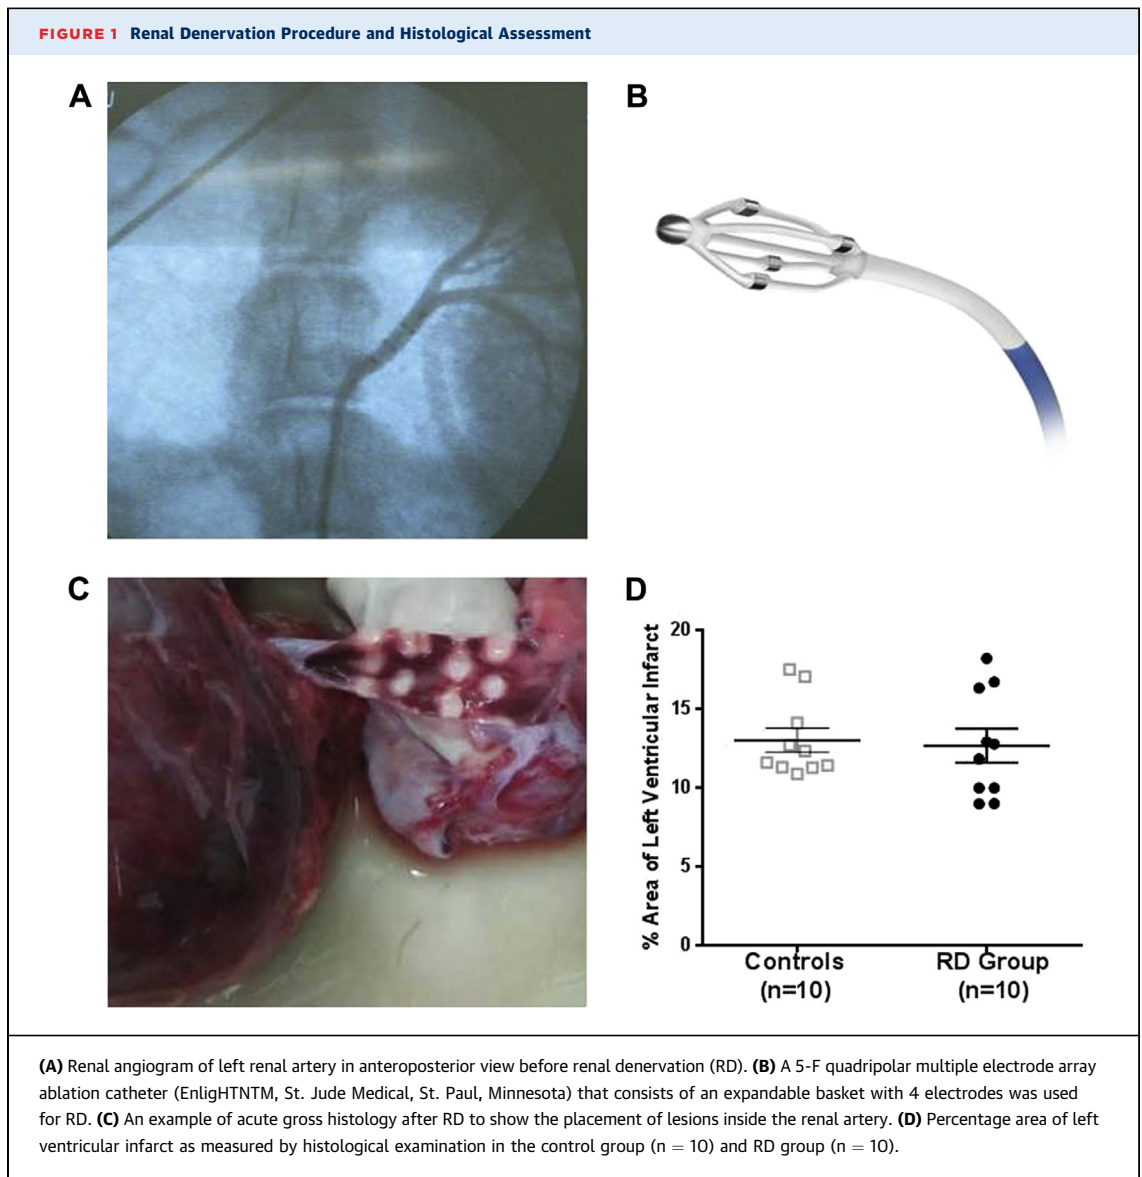 FIGURE 1 Renal Denervation Procedure and Histological Assessment
A
B
C
D
% Area of Left Ventricular Infarct
20
15
10
5
0
Controls
(n=10)
RD Group
(n=10)
(A) Renal angiogram of left renal artery in anteroposterior view before renal denervation (RD). (B) A 5-F quadripolar multiple electrode array
ablation catheter (EnligHTNTM, St. Jude Medical, St. Paul, Minnesota) that consists of an expandable basket with 4 electrodes was used
for RD. (C) An example of acute gross histology after RD to show the placement of lesions inside the renal artery. (D) Percentage area of left
ventricular infarct as measured by histological examination in the control group (n = 10) and RD group (n = 10).